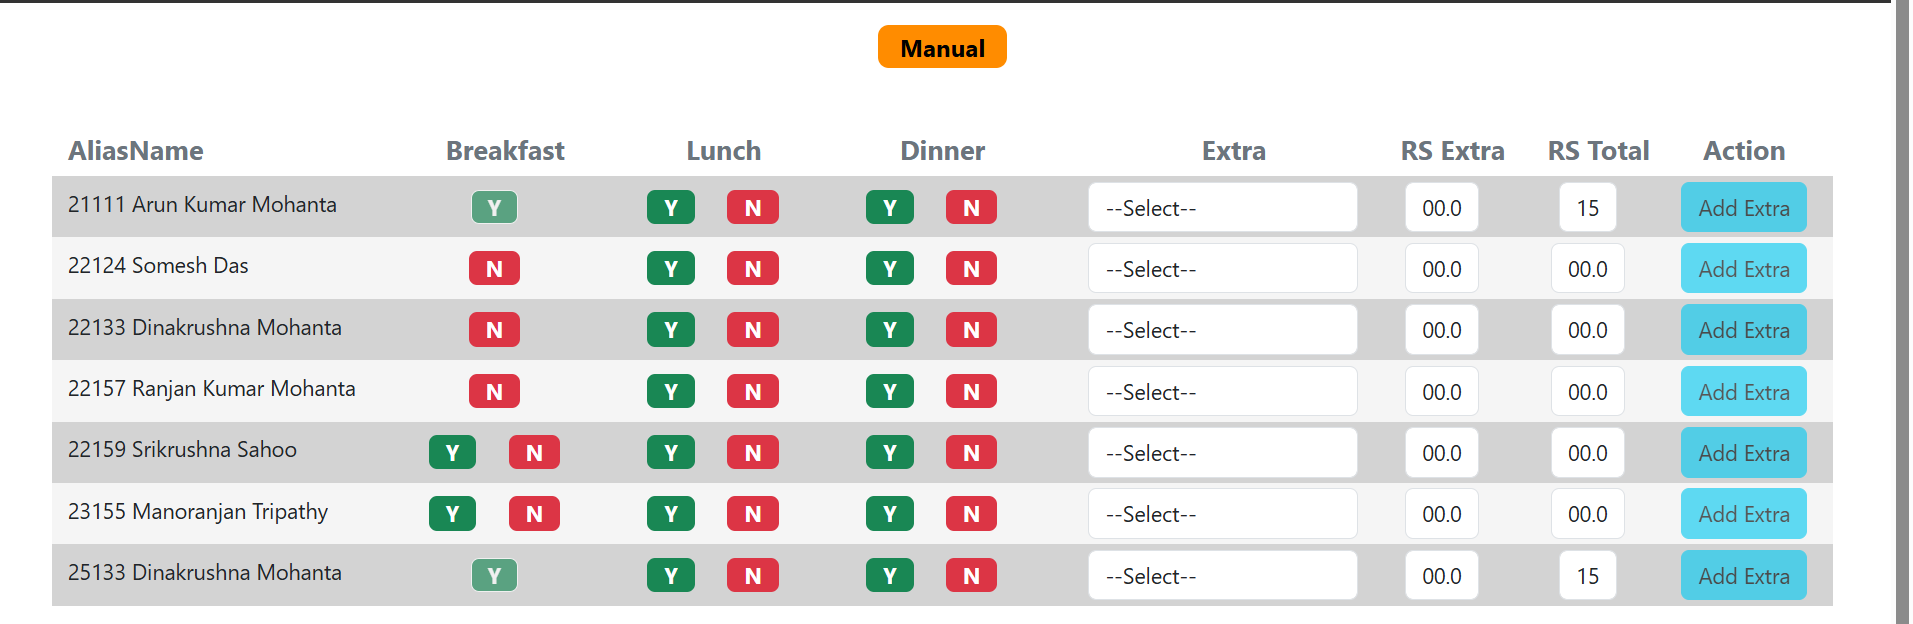 Manual
AliasName Breakfast Lunch Dinner Extra RS Extra RS Total Action
21111 Arun Kumar Mohanta Y Y N Y N --Select-- 00.0 15 Add Extra
22124 Somesh Das N Y N Y N --Select-- 00.0 00.0 Add Extra
22133 Dinakrushna Mohanta N Y N Y N --Select-- 00.0 00.0 Add Extra
22157 Ranjan Kumar Mohanta N Y N Y N --Select-- 00.0 00.0 Add Extra
22159 Srikrushna Sahoo Y N Y N Y N --Select-- 00.0 00.0 Add Extra
23155 Manoranjan Tripathy Y N Y N Y N --Select-- 00.0 00.0 Add Extra
25133 Dinakrushna Mohanta Y Y N Y N --Select-- 00.0 15 Add Extra